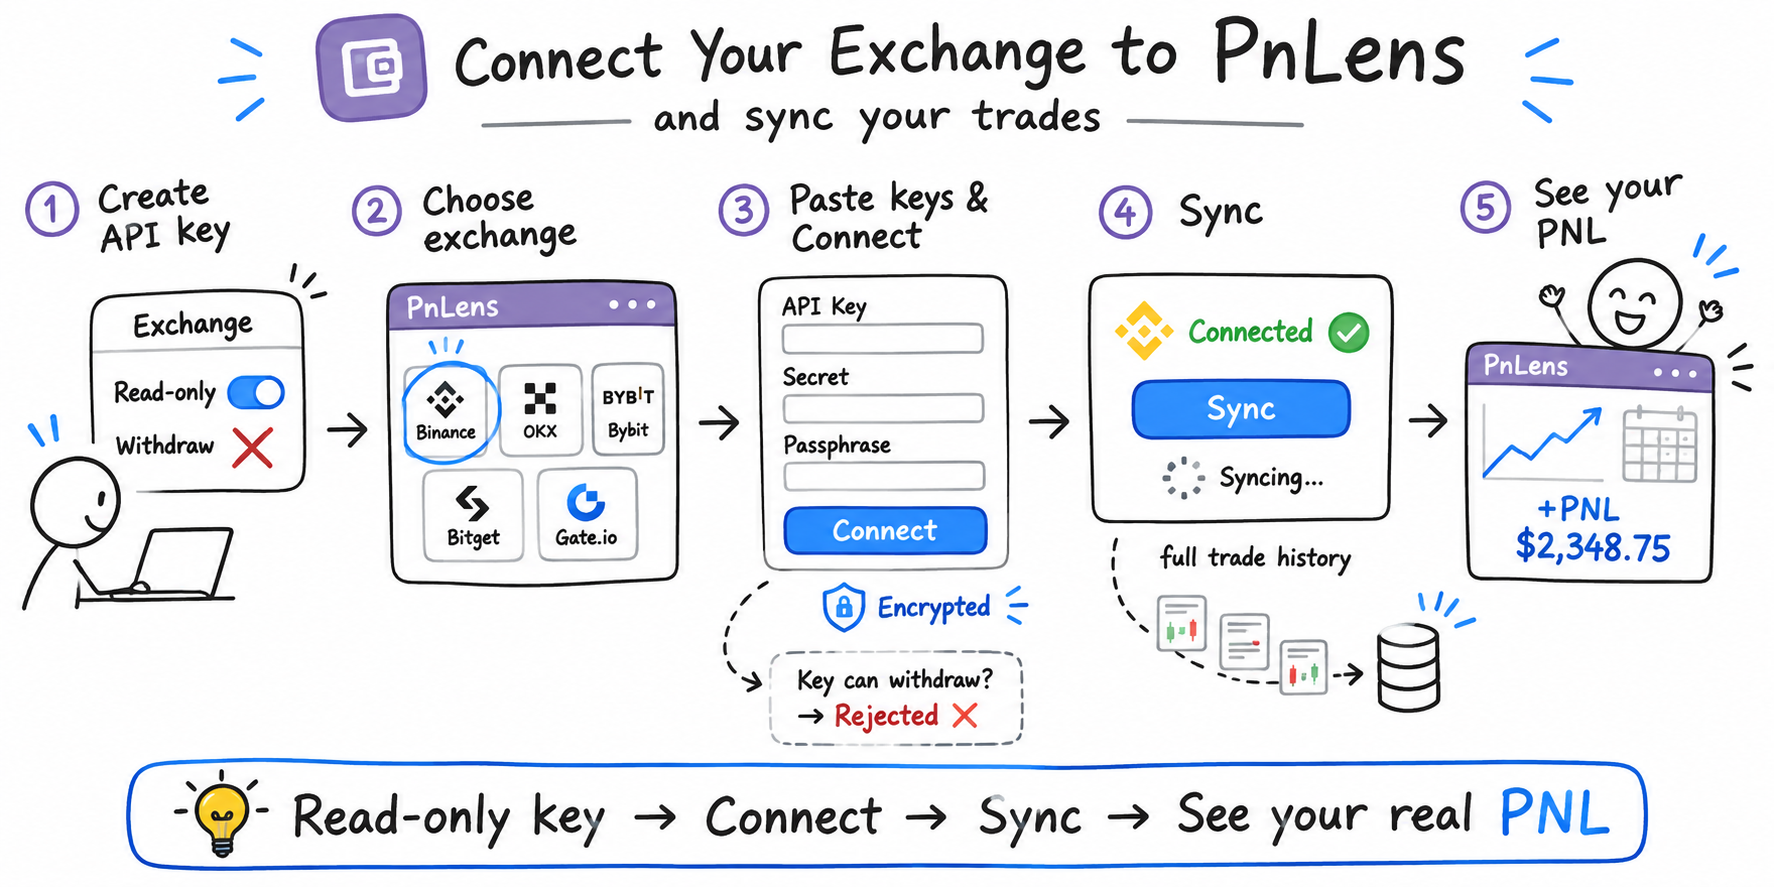 Connect Your Exchange to PnLens
and sync your trades
1 Create
API key
Exchange
Read-only
Withdraw
2 Choose
exchange
PnLens
Binance
OKX
BYBIT
Bybit
Bitget
Gate.io
3 Paste keys &
Connect
API Key
Secret
Passphrase
Connect
Encrypted
Key can withdraw?
→ Rejected
4 Sync
Connected
Sync
Syncing...
full trade history
5 See your
PNL
PnLens
+PNL
$2,348.75
Read-only key → Connect → Sync → See your real PNL